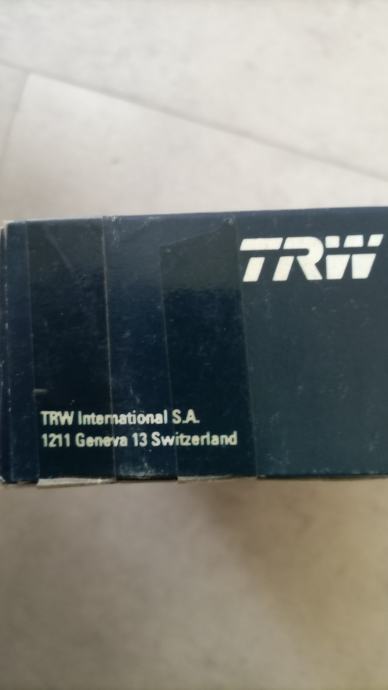 TRW
TRW International S.A.
1211 Geneva 13 Switzerland